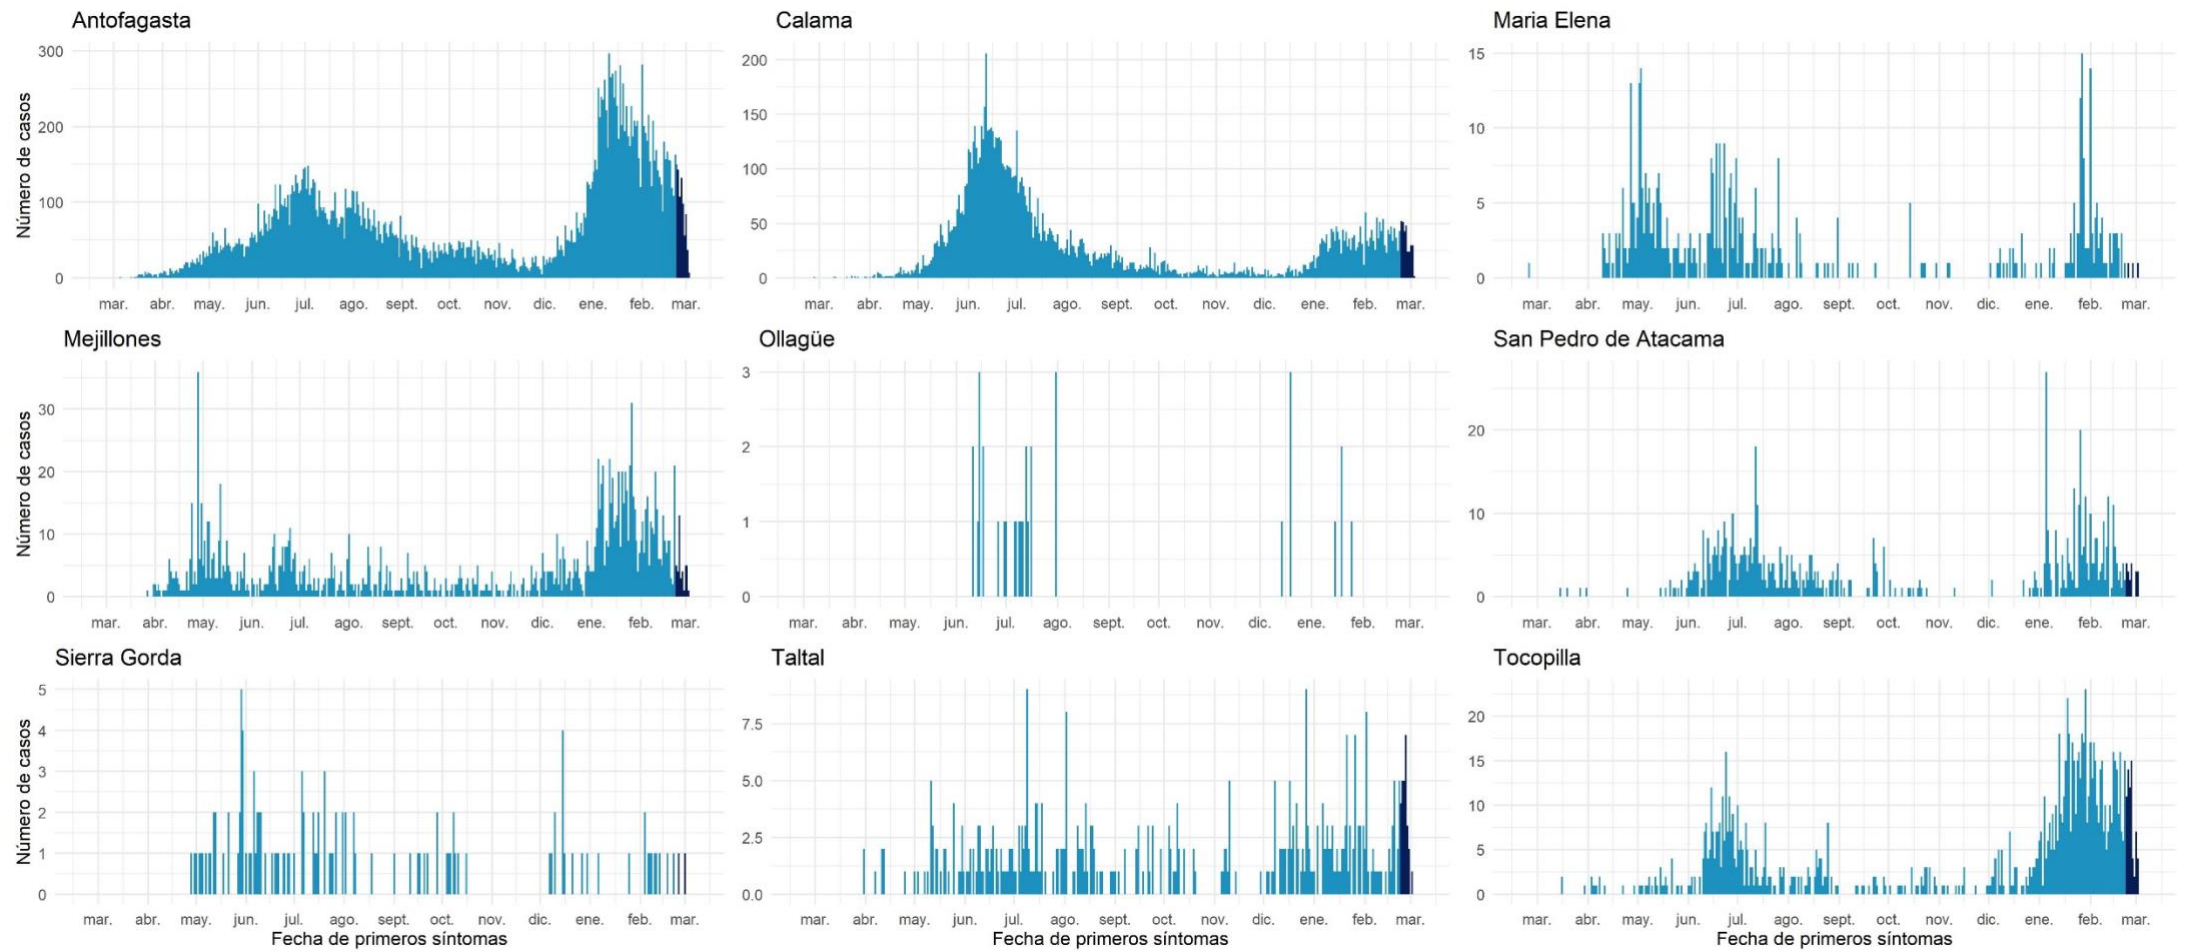 Antofagasta
Número de casos
300
200
100
0
mar. abr. may. jun. jul. ago. sept. oct. nov. dic. ene. feb. mar.
Calama
200
150
100
50
0
mar. abr. may. jun. jul. ago. sept. oct. nov. dic. ene. feb. mar.
Maria Elena
15
10
5
0
mar. abr. may. jun. jul. ago. sept. oct. nov. dic. ene. feb. mar.
Mejillones
Número de casos
30
20
10
0
mar. abr. may. jun. jul. ago. sept. oct. nov. dic. ene. feb. mar.
Ollagüe
3
2
1
0
mar. abr. may. jun. jul. ago. sept. oct. nov. dic. ene. feb. mar.
San Pedro de Atacama
20
10
0
mar. abr. may. jun. jul. ago. sept. oct. nov. dic. ene. feb. mar.
Sierra Gorda
Número de casos
5
4
3
2
1
0
mar. abr. may. jun. jul. ago. sept. oct. nov. dic. ene. feb. mar.
Fecha de primeros síntomas
Taltal
7.5
5.0
2.5
0.0
mar. abr. may. jun. jul. ago. sept. oct. nov. dic. ene. feb. mar.
Fecha de primeros síntomas
Tocopilla
20
15
10
5
0
mar. abr. may. jun. jul. ago. sept. oct. nov. dic. ene. feb. mar.
Fecha de primeros síntomas